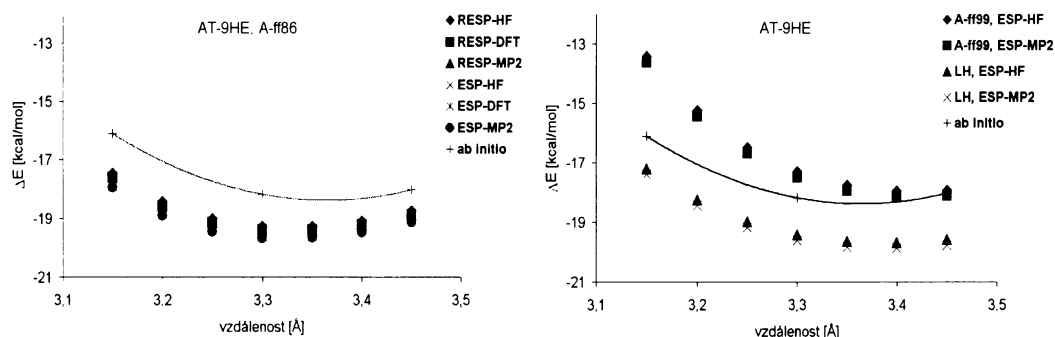 AT-9HE, A-ff86
RESP-HF
RESP-DFT
RESP-MP2
ESP-HF
ESP-DFT
ESP-MP2
ab initio
ΔE [kcal/mol]
-13
-15
-17
-19
-21
3,1
3,2
3,3
3,4
3,5
vzdálenost [Å]
AT-9HE
A-ff99, ESP-HF
A-ff99, ESP-MP2
LH, ESP-HF
LH, ESP-MP2
ab initio
ΔE [kcal/mol]
-13
-15
-17
-19
-21
3,1
3,2
3,3
3,4
3,5
vzdálenost [Å]